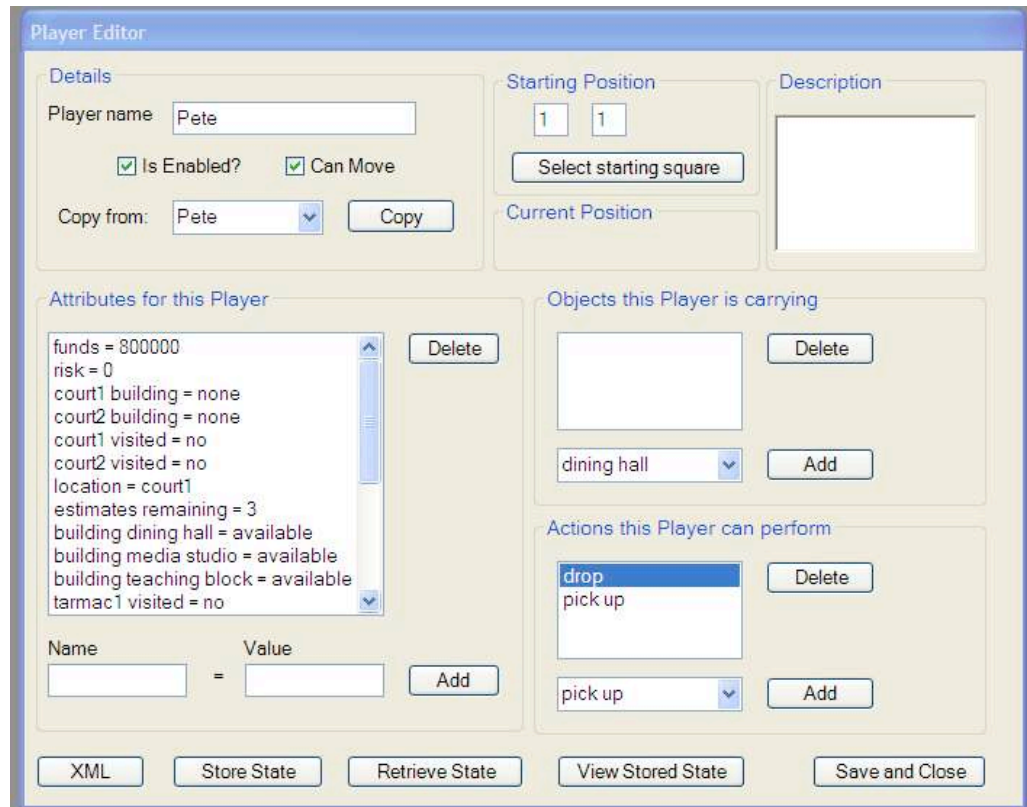 Player Editor
Details
Player name
Pete
Is Enabled?
Can Move
Copy from:
Pete
Copy
Starting Position
1 1
Select starting square
Current Position
Description
Attributes for this Player
funds = 800000
risk = 0
court1 building = none
court2 building = none
court1 visited = no
court2 visited = no
location = court1
estimates remaining = 3
building dining hall = available
building media studio = available
building teaching block = available
tarmac1 visited = no
Delete
Name Value
=
Add
Objects this Player is carrying
Delete
dining hall
Add
Actions this Player can perform
drop
pick up
Delete
pick up
Add
XML
Store State
Retrieve State
View Stored State
Save and Close